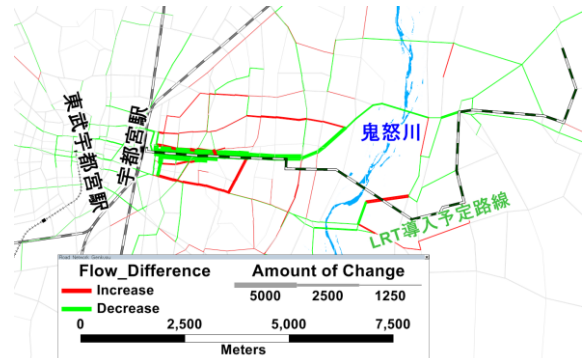 東武宇都宮駅
宇都宮駅
鬼怒川
LRT導入予定路線
Flow_Difference
Increase
Decrease
Amount of Change
5000 2500 1250
0 2,500 5,000 7,500
Meters